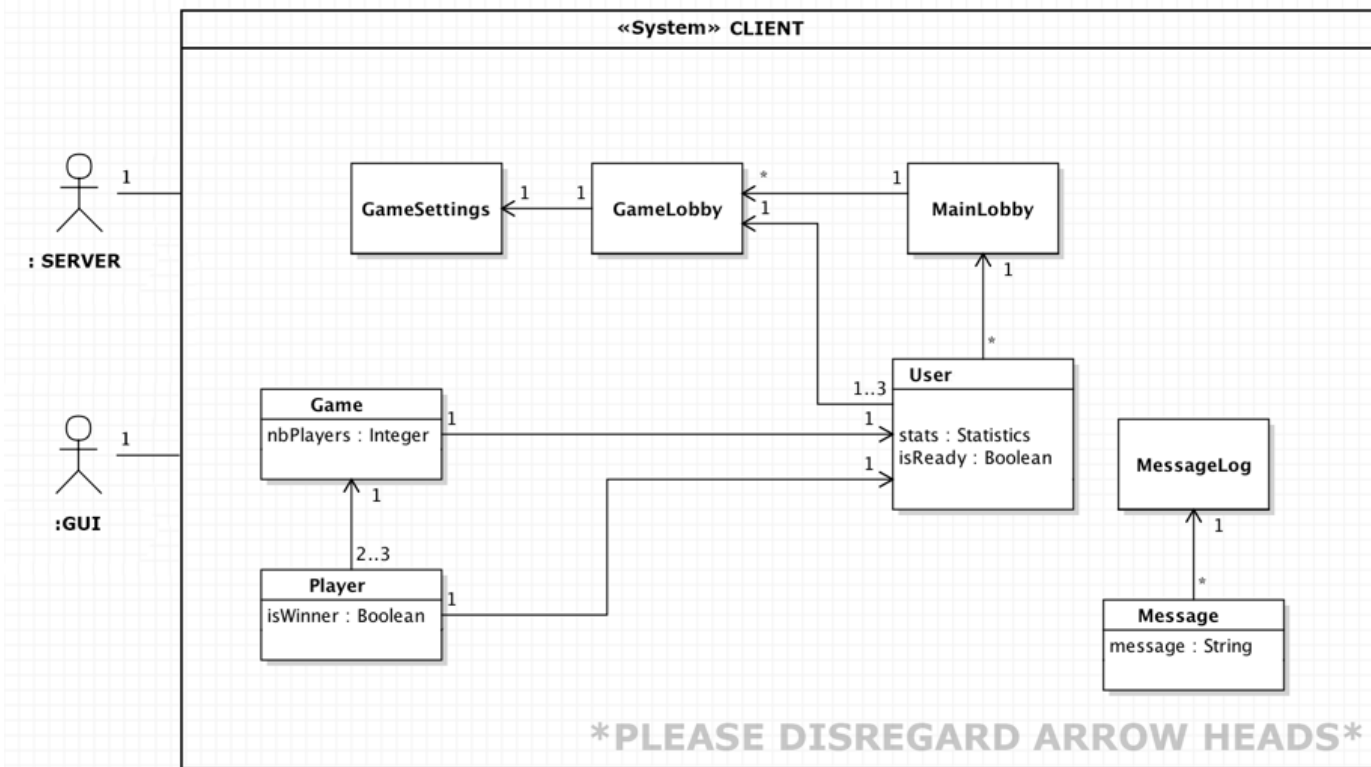 «System» CLIENT
1
: SERVER
GameSettings
1
1
GameLobby
*
1
1
MainLobby
1
*
1
:GUI
Game
nbPlayers : Integer
1
1..3
1
1
User
stats : Statistics
isReady : Boolean
MessageLog
1
*
1
2..3
Player
isWinner : Boolean
1
Message
message : String
*PLEASE DISREGARD ARROW HEADS*